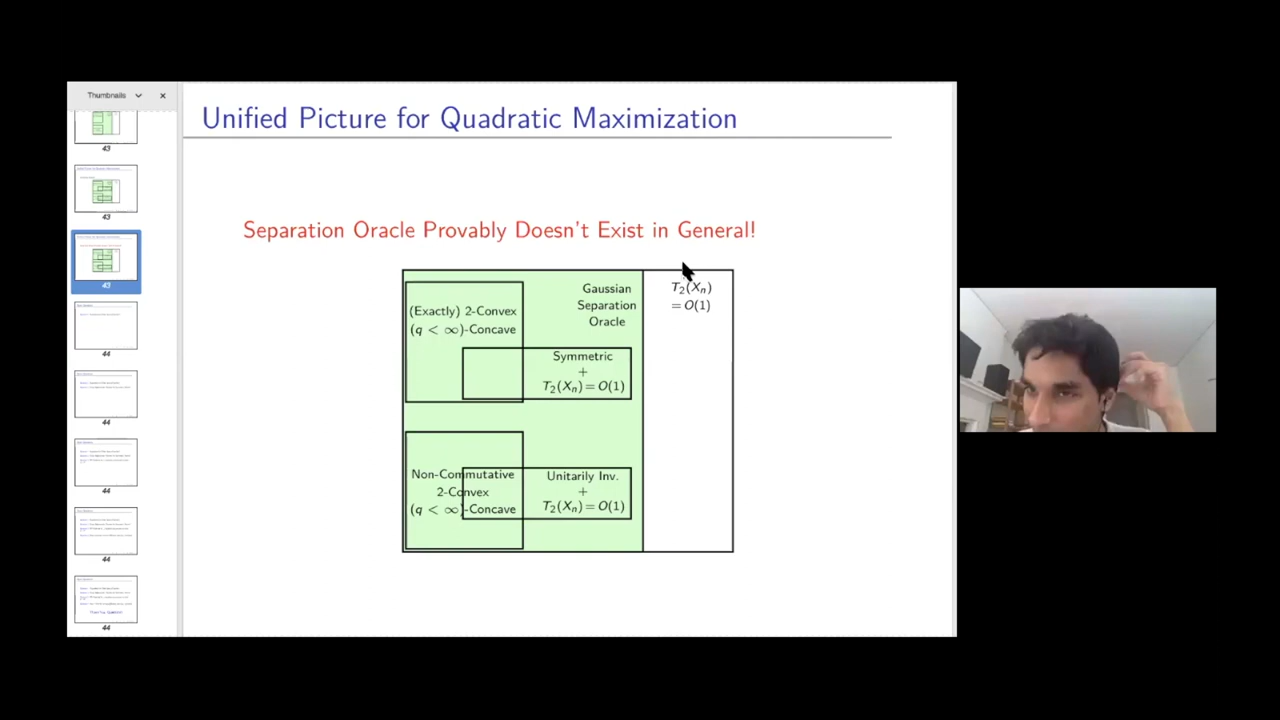 Thumbnails
Unified Picture for Quadratic Maximization
Separation Oracle Provably Doesn't Exist in General!
(Exactly) 2-Convex
(q < ∞)-Concave
Gaussian
Separation
Oracle
T₂(Xₙ)
= O(1)
Symmetric
+
T₂(Xₙ) = O(1)
Non-Commutative
2-Convex
(q < ∞)-Concave
Unitarily Inv.
+
T₂(Xₙ) = O(1)
43
43
43
44
44
44
44
44